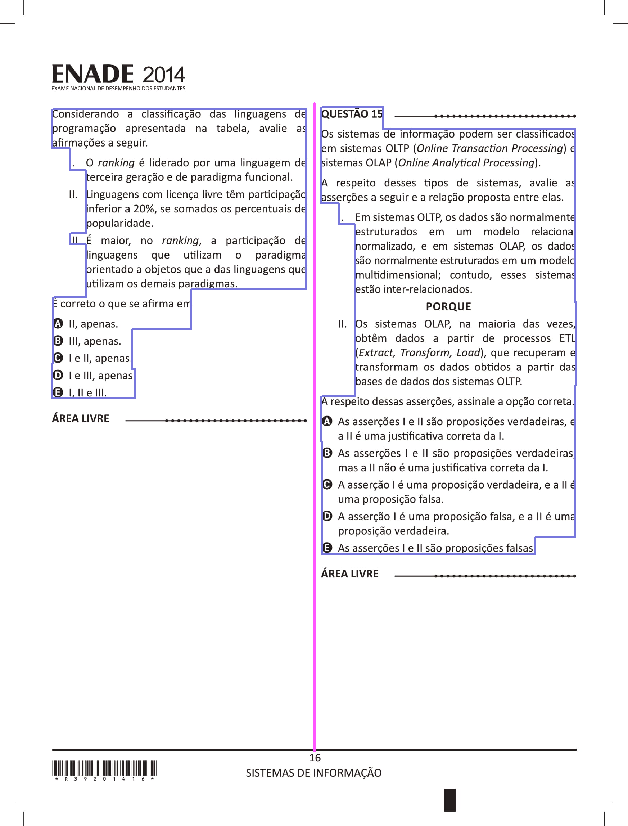 ENADE 2014
EXAME NACIONAL DE DESEMPENHO DOS ESTUDANTES
Considerando a classificação das linguagens de
programação apresentada na tabela, avalie as
afirmações a seguir.
I. O ranking é liderado por uma linguagem de
terceira geração e de paradigma funcional.
II. Linguagens com licença livre têm participação
inferior a 20%, se somados os percentuais de
popularidade.
III. É maior, no ranking, a participação de
linguagens que utilizam o paradigma
orientado a objetos que a das linguagens que
utilizam os demais paradigmas.
É correto o que se afirma em
A II, apenas.
B III, apenas.
C I e II, apenas
D I e III, apenas
E I, II e III.
ÁREA LIVRE
QUESTÃO 15
Os sistemas de informação podem ser classificados
em sistemas OLTP (Online Transaction Processing) e
sistemas OLAP (Online Analytical Processing).
A respeito desses tipos de sistemas, avalie as
asserções a seguir e a relação proposta entre elas.
I. Em sistemas OLTP, os dados são normalmente
estruturados em um modelo relacional
normalizado, e em sistemas OLAP, os dados
são normalmente estruturados em um modelo
multidimensional; contudo, esses sistemas
estão inter-relacionados.
PORQUE
II. Os sistemas OLAP, na maioria das vezes,
obtêm dados a partir de processos ETL
(Extract, Transform, Load), que recuperam e
transformam os dados obtidos a partir das
bases de dados dos sistemas OLTP.
A respeito dessas asserções, assinale a opção correta.
A As asserções I e II são proposições verdadeiras, e
a II é uma justificativa correta da I.
B As asserções I e II são proposições verdadeiras,
mas a II não é uma justificativa correta da I.
C A asserção I é uma proposição verdadeira, e a II é
uma proposição falsa.
D A asserção I é uma proposição falsa, e a II é uma
proposição verdadeira.
E As asserções I e II são proposições falsas.
ÁREA LIVRE
16
SISTEMAS DE INFORMAÇÃO
*R39201416*